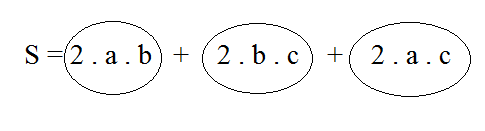 S = 2 . a . b + 2 . b . c + 2 . a . c